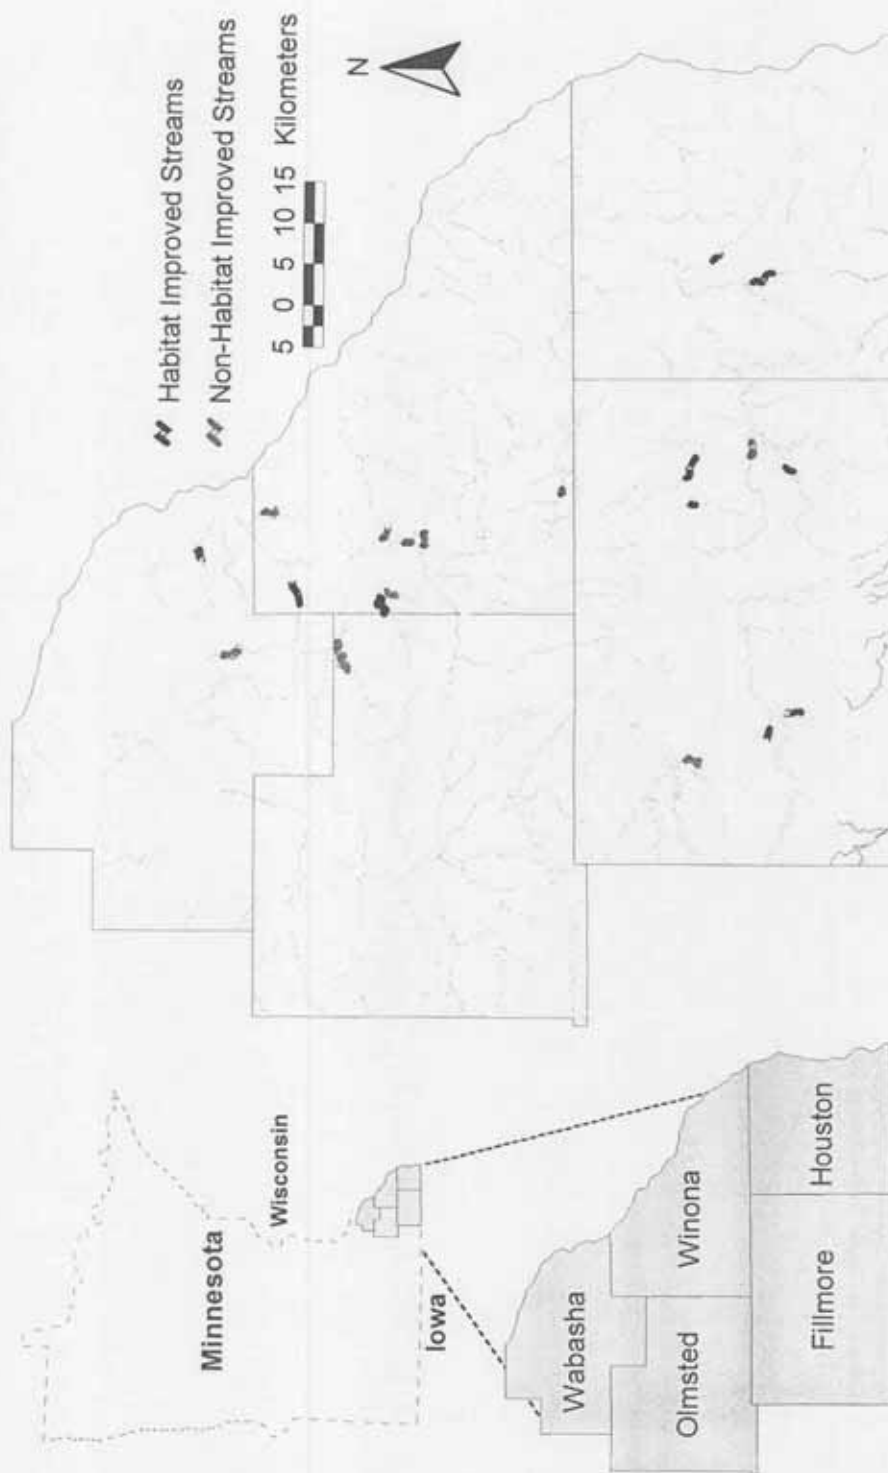 Habitat Improved Streams
Non-Habitat Improved Streams
5 0 5 10 15 Kilometers
N
Minnesota
Wisconsin
Iowa
Wabasha
Olmsted
Winona
Fillmore
Houston